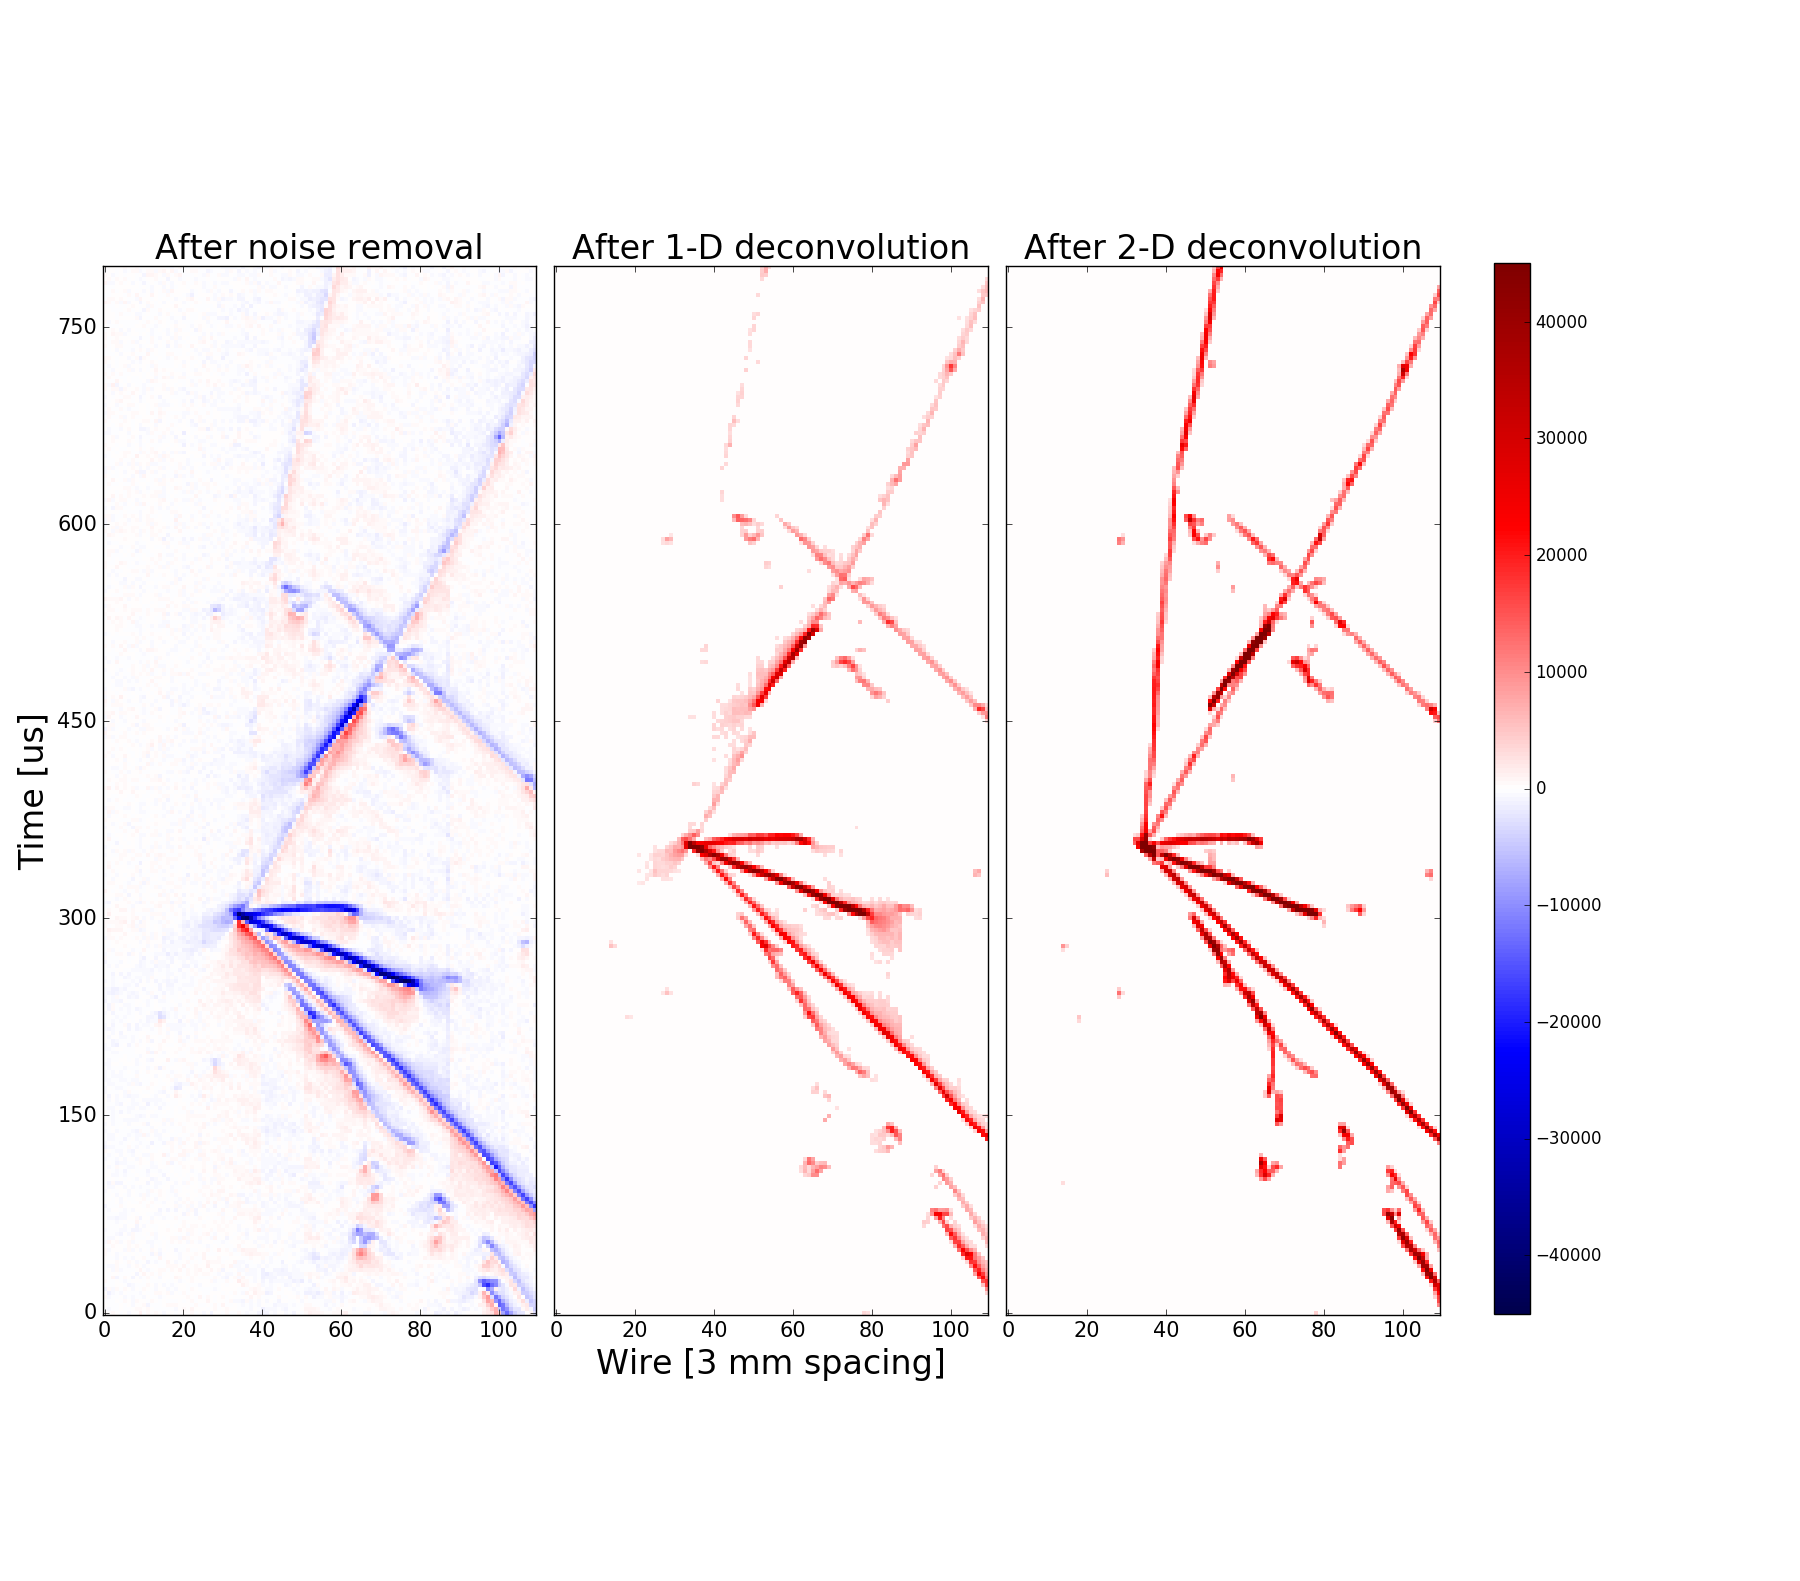 After noise removal
After 1-D deconvolution
After 2-D deconvolution
Time [us]
750
600
450
300
150
0
0 20 40 60 80 100
0 20 40 60 80 100
0 20 40 60 80 100
Wire [3 mm spacing]
40000
30000
20000
10000
0
−10000
−20000
−30000
−40000